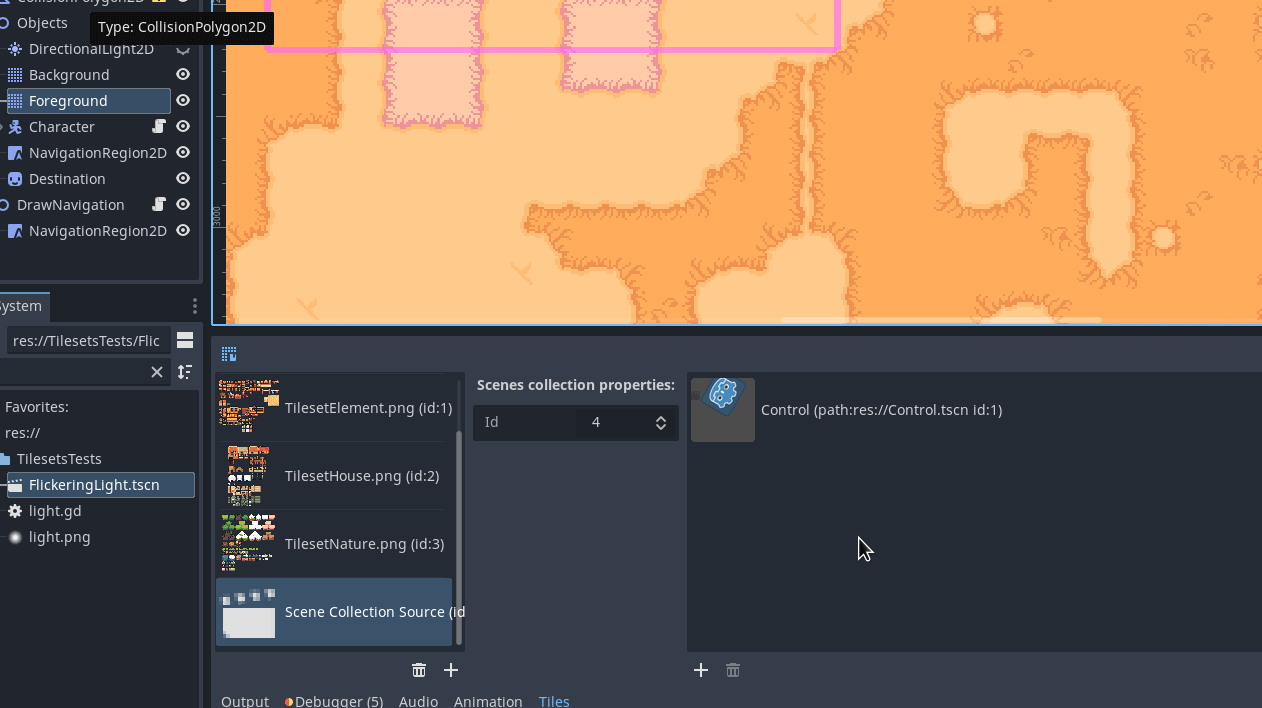 CollisionPolygon2D
Objects
Type: CollisionPolygon2D
DirectionalLight2D
Background
Foreground
Character
NavigationRegion2D
Destination
DrawNavigation
NavigationRegion2D
3000
System
res://TilesetsTests/Flic
Favorites:
res://
TilesetsTests
FlickeringLight.tscn
light.gd
light.png
TilesetElement.png (id:1)
TilesetHouse.png (id:2)
TilesetNature.png (id:3)
Scene Collection Source (id
Scenes collection properties:
Id 4
Control (path:res://Control.tscn id:1)
Output Debugger (5) Audio Animation Tiles